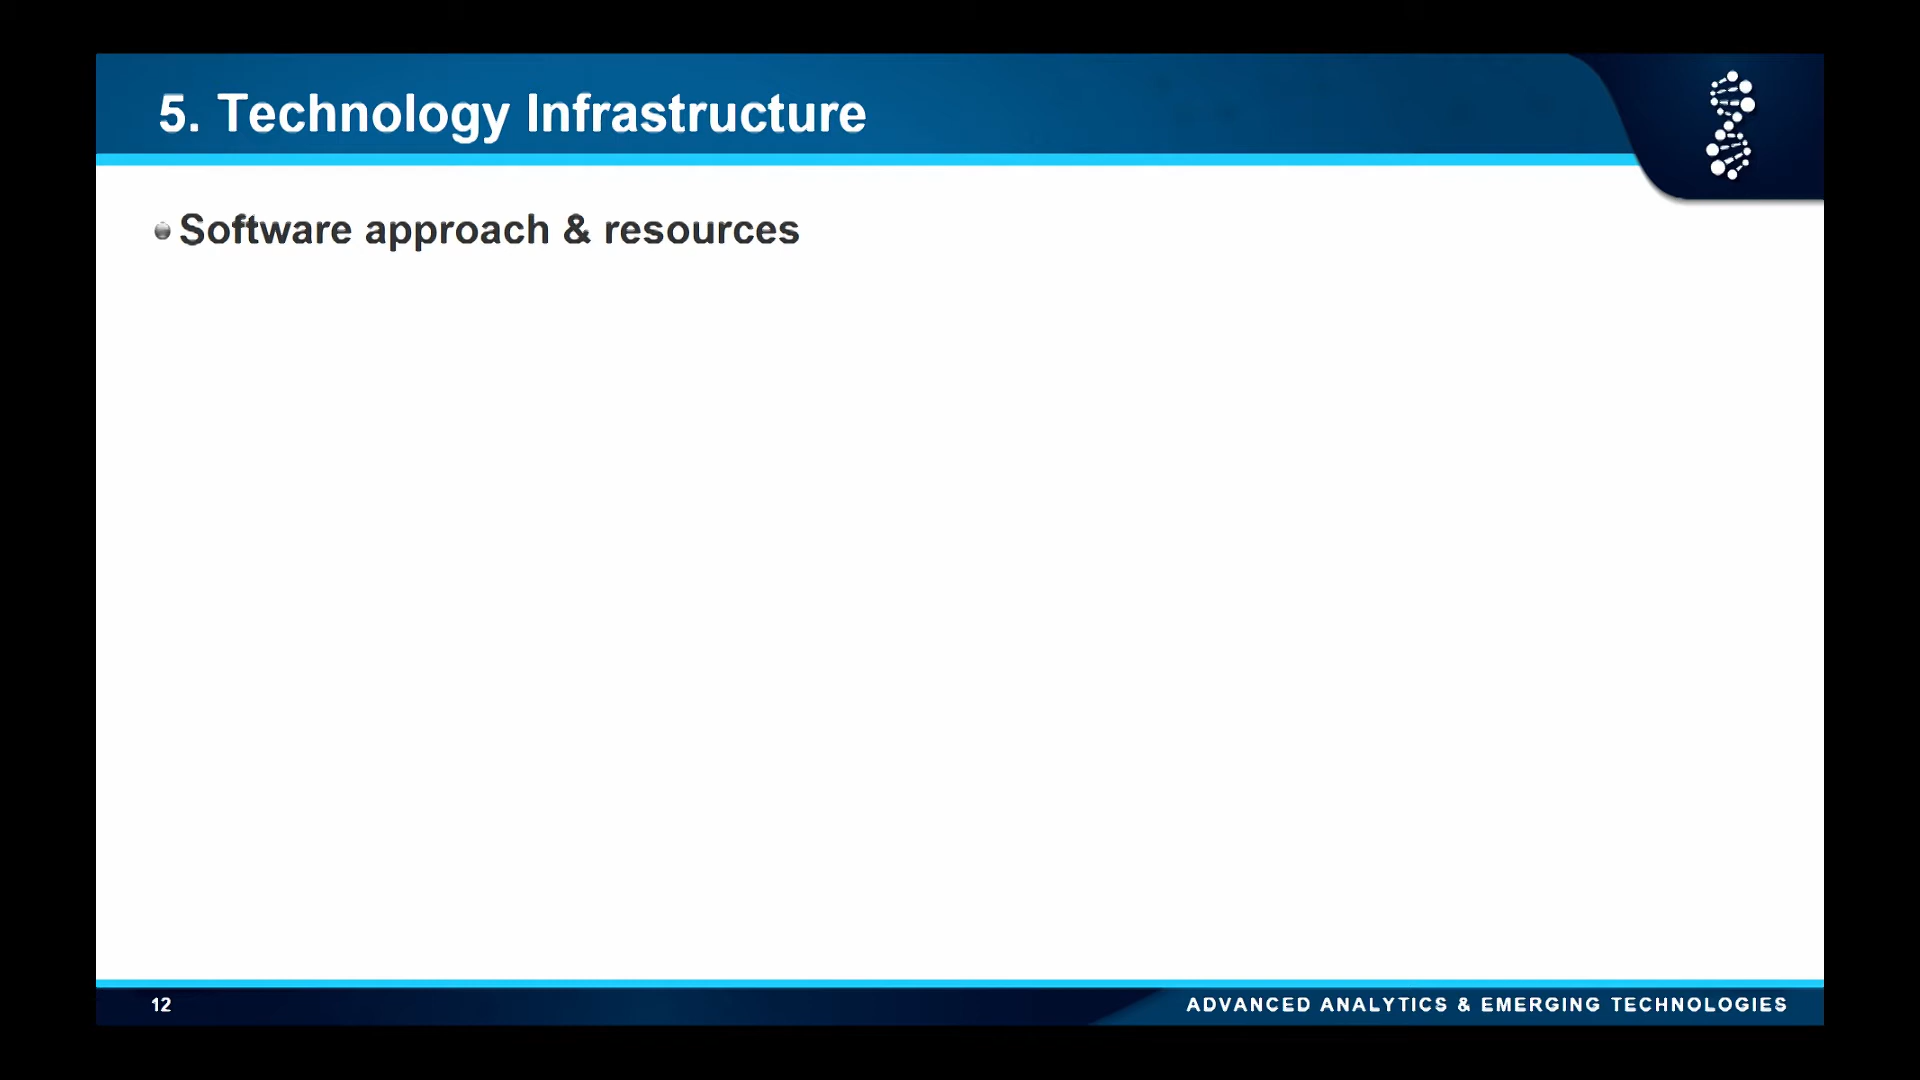 5. Technology Infrastructure
Software approach & resources
12
ADVANCED ANALYTICS & EMERGING TECHNOLOGIES